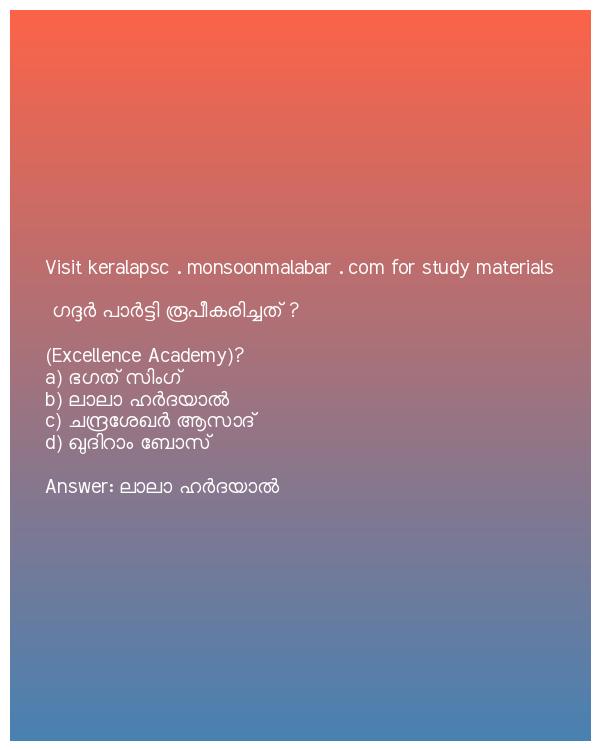 Visit keralapsc . monsoonmalabar . com for study materials
ഗദ്ദർ പാർട്ടി രൂപീകരിച്ചത് ?
(Excellence Academy)?
a) ഭഗത് സിംഗ്
b) ലാലാ ഹർദയാൽ
c) ചന്ദ്രശേഖർ ആസാദ്
d) ഖുദിറാം ബോസ്
Answer: ലാലാ ഹർദയാൽ